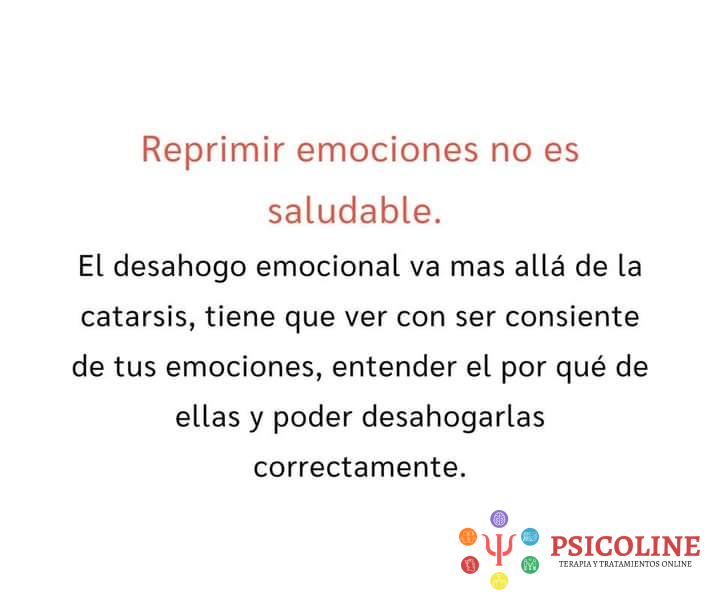 Reprimir emociones no es
saludable.
El desahogo emocional va mas allá de la
catarsis, tiene que ver con ser consiente
de tus emociones, entender el por qué de
ellas y poder desahogarlas
correctamente.
PSICOLINE
TERAPIA Y TRATAMIENTOS ONLINE